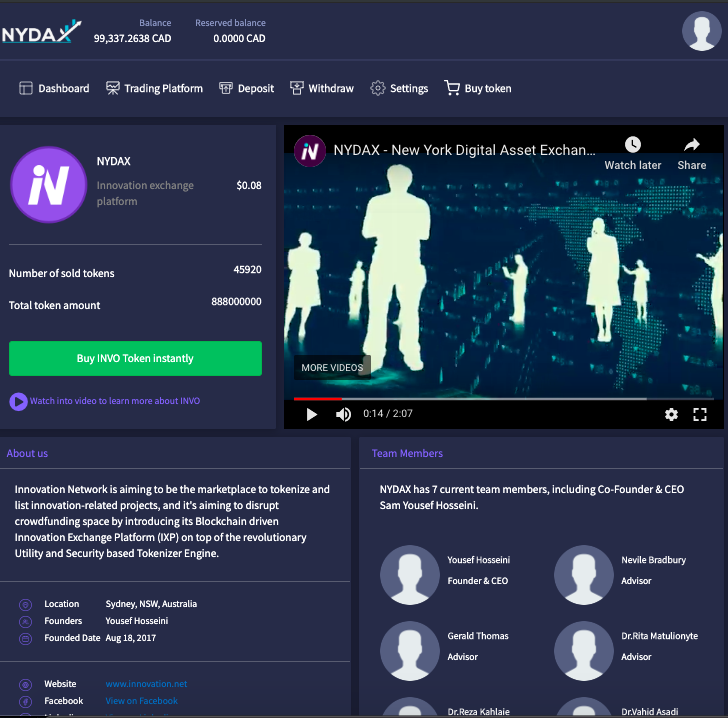 NYDAX
Balance
99,337.2638 CAD
Reserved balance
0.0000 CAD
Dashboard
Trading Platform
Deposit
Withdraw
Settings
Buy token
NYDAX
Innovation exchange
platform
$0.08
Number of sold tokens
45920
Total token amount
888000000
Buy INVO Token instantly
Watch into video to learn more about INVO
NYDAX - New York Digital Asset Exchan...
Watch later
Share
MORE VIDEOS
0:14 / 2:07
About us
Innovation Network is aiming to be the marketplace to tokenize and
list innovation-related projects, and it's aiming to disrupt
crowdfunding space by introducing its Blockchain driven
Innovation Exchange Platform (IXP) on top of the revolutionary
Utility and Security based Tokenizer Engine.
Location
Sydney, NSW, Australia
Founders
Yousef Hosseini
Founded Date
Aug 18, 2017
Website
www.innovation.net
Facebook
View on Facebook
Team Members
NYDAX has 7 current team members, including Co-Founder & CEO
Sam Yousef Hosseini.
Yousef Hosseini
Founder & CEO
Nevile Bradbury
Advisor
Gerald Thomas
Advisor
Dr.Rita Matulionyte
Advisor
Dr.Reza Kahlaie
Dr.Vahid Asadi